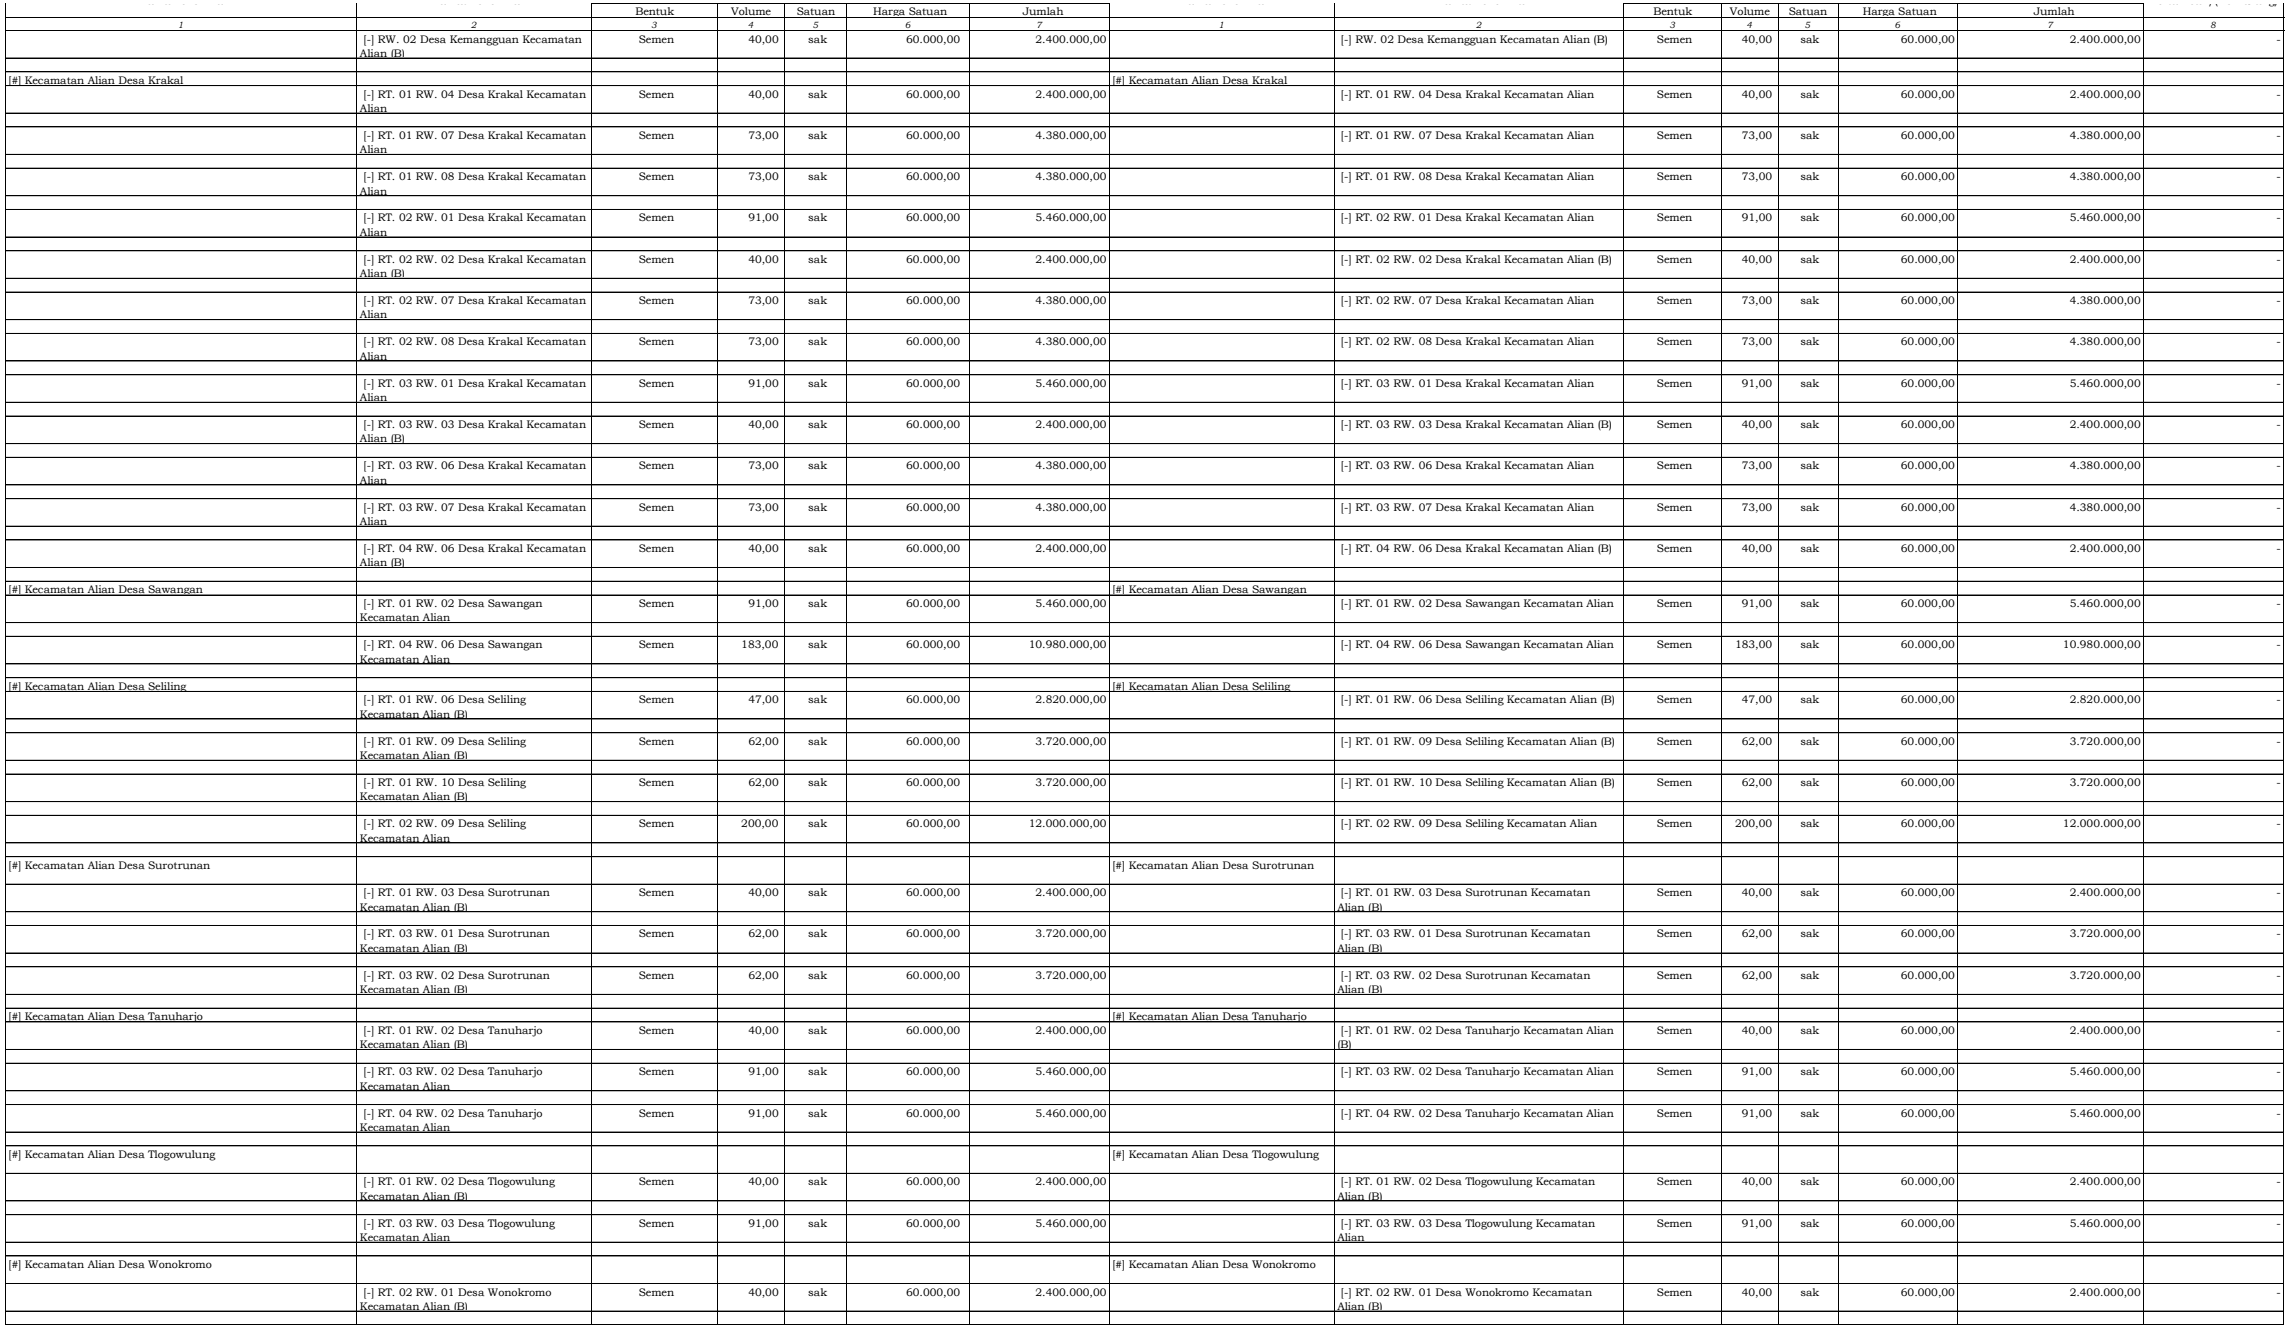 Bentuk Volume Satuan Harga Satuan Jumlah Bentuk Volume Satuan Harga Satuan Jumlah
1 2 3 4 5 6 7 1 2 3 4 5 6 7 8
[-] RW. 02 Desa Kemangguan Kecamatan Semen 40,00 sak 60.000,00 2.400.000,00 [-] RW. 02 Desa Kemangguan Kecamatan Alian (B) Semen 40,00 sak 60.000,00 2.400.000,00 -
Alian (B)
[#] Kecamatan Alian Desa Krakal [#] Kecamatan Alian Desa Krakal
[-] RT. 01 RW. 04 Desa Krakal Kecamatan Semen 40,00 sak 60.000,00 2.400.000,00 [-] RT. 01 RW. 04 Desa Krakal Kecamatan Alian Semen 40,00 sak 60.000,00 2.400.000,00 -
Alian
[-] RT. 01 RW. 07 Desa Krakal Kecamatan Semen 73,00 sak 60.000,00 4.380.000,00 [-] RT. 01 RW. 07 Desa Krakal Kecamatan Alian Semen 73,00 sak 60.000,00 4.380.000,00 -
Alian
[-] RT. 01 RW. 08 Desa Krakal Kecamatan Semen 73,00 sak 60.000,00 4.380.000,00 [-] RT. 01 RW. 08 Desa Krakal Kecamatan Alian Semen 73,00 sak 60.000,00 4.380.000,00 -
Alian
[-] RT. 02 RW. 01 Desa Krakal Kecamatan Semen 91,00 sak 60.000,00 5.460.000,00 [-] RT. 02 RW. 01 Desa Krakal Kecamatan Alian Semen 91,00 sak 60.000,00 5.460.000,00 -
Alian
[-] RT. 02 RW. 02 Desa Krakal Kecamatan Semen 40,00 sak 60.000,00 2.400.000,00 [-] RT. 02 RW. 02 Desa Krakal Kecamatan Alian (B) Semen 40,00 sak 60.000,00 2.400.000,00 -
Alian (B)
[-] RT. 02 RW. 07 Desa Krakal Kecamatan Semen 73,00 sak 60.000,00 4.380.000,00 [-] RT. 02 RW. 07 Desa Krakal Kecamatan Alian Semen 73,00 sak 60.000,00 4.380.000,00 -
Alian
[-] RT. 02 RW. 08 Desa Krakal Kecamatan Semen 73,00 sak 60.000,00 4.380.000,00 [-] RT. 02 RW. 08 Desa Krakal Kecamatan Alian Semen 73,00 sak 60.000,00 4.380.000,00 -
Alian
[-] RT. 03 RW. 01 Desa Krakal Kecamatan Semen 91,00 sak 60.000,00 5.460.000,00 [-] RT. 03 RW. 01 Desa Krakal Kecamatan Alian Semen 91,00 sak 60.000,00 5.460.000,00 -
Alian
[-] RT. 03 RW. 03 Desa Krakal Kecamatan Semen 40,00 sak 60.000,00 2.400.000,00 [-] RT. 03 RW. 03 Desa Krakal Kecamatan Alian (B) Semen 40,00 sak 60.000,00 2.400.000,00 -
Alian (B)
[-] RT. 03 RW. 06 Desa Krakal Kecamatan Semen 73,00 sak 60.000,00 4.380.000,00 [-] RT. 03 RW. 06 Desa Krakal Kecamatan Alian Semen 73,00 sak 60.000,00 4.380.000,00 -
Alian
[-] RT. 03 RW. 07 Desa Krakal Kecamatan Semen 73,00 sak 60.000,00 4.380.000,00 [-] RT. 03 RW. 07 Desa Krakal Kecamatan Alian Semen 73,00 sak 60.000,00 4.380.000,00 -
Alian
[-] RT. 04 RW. 06 Desa Krakal Kecamatan Semen 40,00 sak 60.000,00 2.400.000,00 [-] RT. 04 RW. 06 Desa Krakal Kecamatan Alian (B) Semen 40,00 sak 60.000,00 2.400.000,00 -
Alian (B)
[#] Kecamatan Alian Desa Sawangan [#] Kecamatan Alian Desa Sawangan
[-] RT. 01 RW. 02 Desa Sawangan Semen 91,00 sak 60.000,00 5.460.000,00 [-] RT. 01 RW. 02 Desa Sawangan Kecamatan Alian Semen 91,00 sak 60.000,00 5.460.000,00 -
Kecamatan Alian
[-] RT. 04 RW. 06 Desa Sawangan Semen 183,00 sak 60.000,00 10.980.000,00 [-] RT. 04 RW. 06 Desa Sawangan Kecamatan Alian Semen 183,00 sak 60.000,00 10.980.000,00 -
Kecamatan Alian
[#] Kecamatan Alian Desa Seliling [#] Kecamatan Alian Desa Seliling
[-] RT. 01 RW. 06 Desa Seliling Semen 47,00 sak 60.000,00 2.820.000,00 [-] RT. 01 RW. 06 Desa Seliling Kecamatan Alian (B) Semen 47,00 sak 60.000,00 2.820.000,00 -
Kecamatan Alian (B)
[-] RT. 01 RW. 09 Desa Seliling Semen 62,00 sak 60.000,00 3.720.000,00 [-] RT. 01 RW. 09 Desa Seliling Kecamatan Alian (B) Semen 62,00 sak 60.000,00 3.720.000,00 -
Kecamatan Alian (B)
[-] RT. 01 RW. 10 Desa Seliling Semen 62,00 sak 60.000,00 3.720.000,00 [-] RT. 01 RW. 10 Desa Seliling Kecamatan Alian (B) Semen 62,00 sak 60.000,00 3.720.000,00 -
Kecamatan Alian (B)
[-] RT. 02 RW. 09 Desa Seliling Semen 200,00 sak 60.000,00 12.000.000,00 [-] RT. 02 RW. 09 Desa Seliling Kecamatan Alian Semen 200,00 sak 60.000,00 12.000.000,00 -
Kecamatan Alian
[#] Kecamatan Alian Desa Surotrunan [#] Kecamatan Alian Desa Surotrunan
[-] RT. 01 RW. 03 Desa Surotrunan Semen 40,00 sak 60.000,00 2.400.000,00 [-] RT. 01 RW. 03 Desa Surotrunan Kecamatan Semen 40,00 sak 60.000,00 2.400.000,00 -
Kecamatan Alian (B) Alian (B)
[-] RT. 03 RW. 01 Desa Surotrunan Semen 62,00 sak 60.000,00 3.720.000,00 [-] RT. 03 RW. 01 Desa Surotrunan Kecamatan Semen 62,00 sak 60.000,00 3.720.000,00 -
Kecamatan Alian (B) Alian (B)
[-] RT. 03 RW. 02 Desa Surotrunan Semen 62,00 sak 60.000,00 3.720.000,00 [-] RT. 03 RW. 02 Desa Surotrunan Kecamatan Semen 62,00 sak 60.000,00 3.720.000,00 -
Kecamatan Alian (B) Alian (B)
[#] Kecamatan Alian Desa Tanuharjo [#] Kecamatan Alian Desa Tanuharjo
[-] RT. 01 RW. 02 Desa Tanuharjo Semen 40,00 sak 60.000,00 2.400.000,00 [-] RT. 01 RW. 02 Desa Tanuharjo Kecamatan Alian Semen 40,00 sak 60.000,00 2.400.000,00 -
Kecamatan Alian (B) (B)
[-] RT. 03 RW. 02 Desa Tanuharjo Semen 91,00 sak 60.000,00 5.460.000,00 [-] RT. 03 RW. 02 Desa Tanuharjo Kecamatan Alian Semen 91,00 sak 60.000,00 5.460.000,00 -
Kecamatan Alian
[-] RT. 04 RW. 02 Desa Tanuharjo Semen 91,00 sak 60.000,00 5.460.000,00 [-] RT. 04 RW. 02 Desa Tanuharjo Kecamatan Alian Semen 91,00 sak 60.000,00 5.460.000,00 -
Kecamatan Alian
[#] Kecamatan Alian Desa Tlogowulung [#] Kecamatan Alian Desa Tlogowulung
[-] RT. 01 RW. 02 Desa Tlogowulung Semen 40,00 sak 60.000,00 2.400.000,00 [-] RT. 01 RW. 02 Desa Tlogowulung Kecamatan Semen 40,00 sak 60.000,00 2.400.000,00 -
Kecamatan Alian (B) Alian (B)
[-] RT. 03 RW. 03 Desa Tlogowulung Semen 91,00 sak 60.000,00 5.460.000,00 [-] RT. 03 RW. 03 Desa Tlogowulung Kecamatan Semen 91,00 sak 60.000,00 5.460.000,00 -
Kecamatan Alian Alian
[#] Kecamatan Alian Desa Wonokromo [#] Kecamatan Alian Desa Wonokromo
[-] RT. 02 RW. 01 Desa Wonokromo Semen 40,00 sak 60.000,00 2.400.000,00 [-] RT. 02 RW. 01 Desa Wonokromo Kecamatan Semen 40,00 sak 60.000,00 2.400.000,00 -
Kecamatan Alian (B) Alian (B)